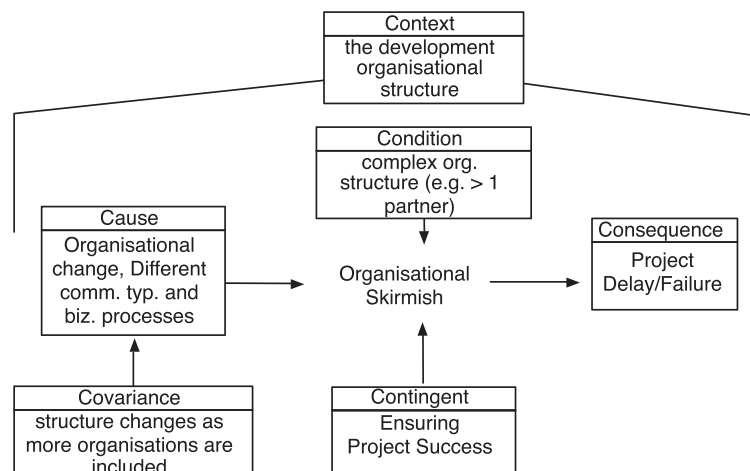 Context
the development
organisational
structure
Condition
complex org.
structure (e.g. > 1
partner)
Cause
Organisational
change, Different
comm. typ. and
biz. processes
Organisational
Skirmish
Consequence
Project
Delay/Failure
Covariance
structure changes as
more organisations are
included
Contingent
Ensuring
Project Success